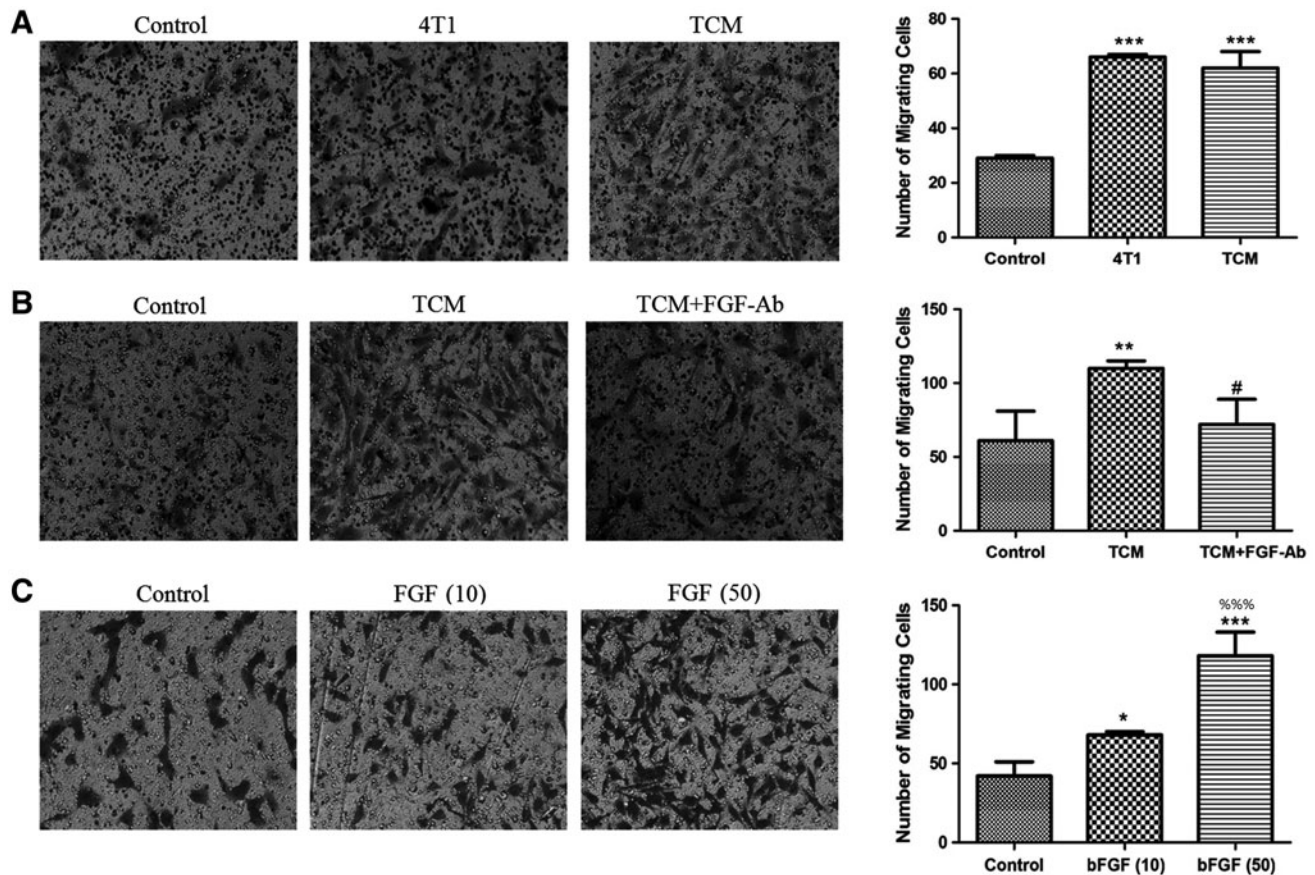 A
Control
4T1
TCM
Number of Migrating Cells
80
60
40
20
0
***
***
Control
4T1
TCM
B
Control
TCM
TCM+FGF-Ab
Number of Migrating Cells
150
100
50
0
**
#
Control
TCM
TCM+FGF-Ab
C
Control
FGF (10)
FGF (50)
Number of Migrating Cells
150
100
50
0
*
%%%
***
Control
bFGF (10)
bFGF (50)